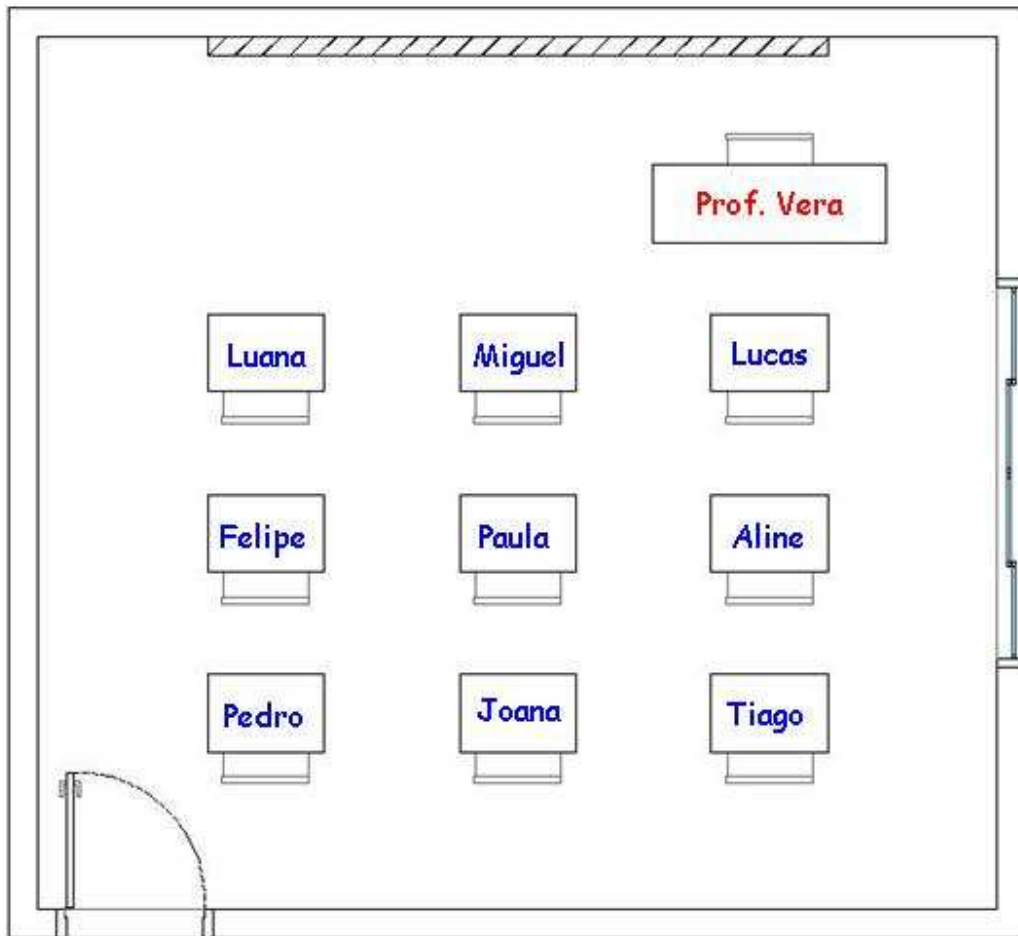 Prof. Vera
Luana
Miguel
Lucas
Felipe
Paula
Aline
Pedro
Joana
Tiago